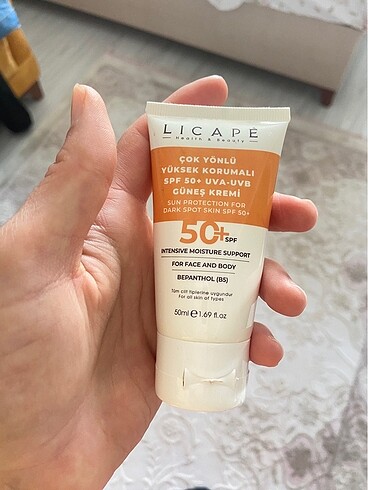 LICAPÊ
Health & Beauty
ÇOK YÖNLÜ
YÜKSEK KORUMALI
SPF 50+ UVA-UVB
GÜNEŞ KREMİ
SUN PROTECTION FOR
DARK SPOT SKIN SPF 50+
50+ SPF
INTENSIVE MOISTURE SUPPORT
FOR FACE AND BODY
BEPANTHOL (B5)
Tüm cilt tiplerine uygundur
For all skin of types
50ml ℮ 1.69 fl.oz